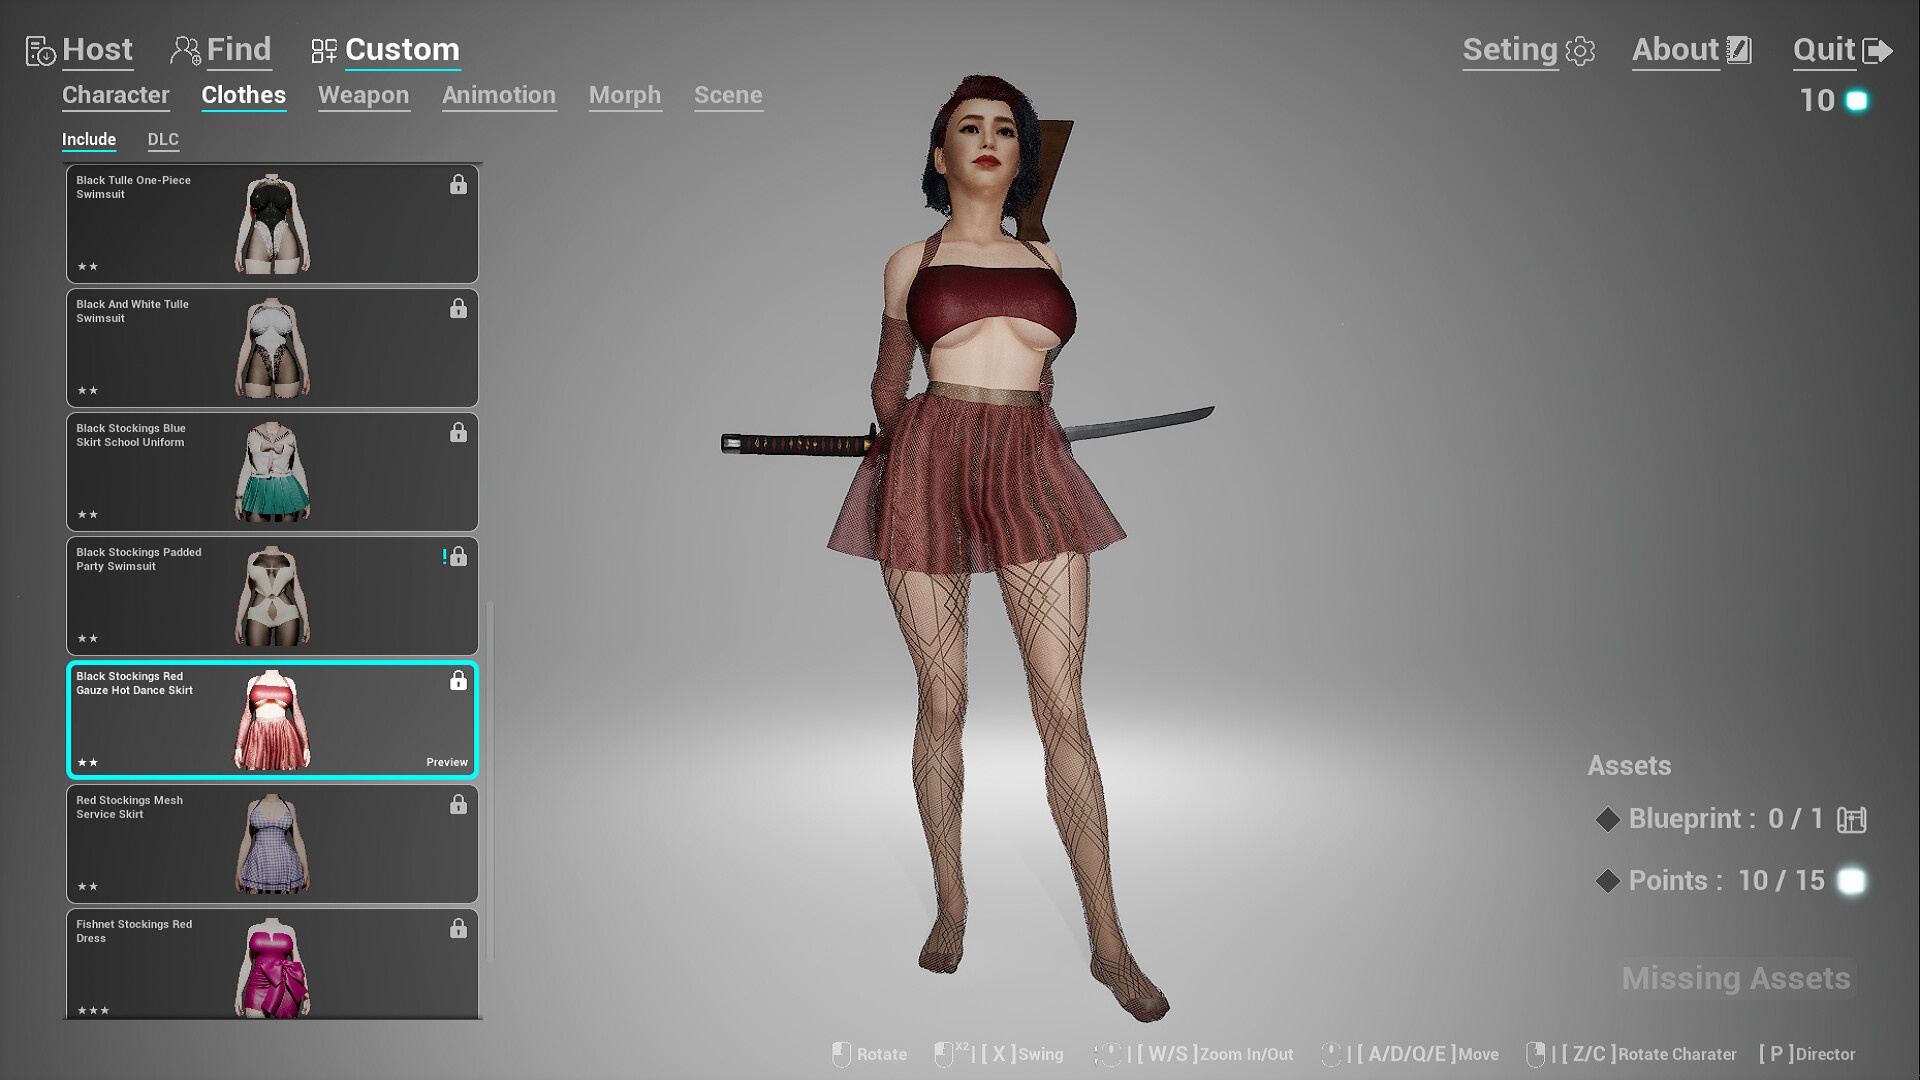 Host
Find
Custom
Seting
About
Quit
10
Character
Clothes
Weapon
Animotion
Morph
Scene
Include
DLC
Black Tulle One-Piece
Swimsuit
★★
Black And White Tulle
Swimsuit
★★
Black Stockings Blue
Skirt School Uniform
★★
Black Stockings Padded
Party Swimsuit
!
★★
Black Stockings Red
Gauze Hot Dance Skirt
★★
Preview
Red Stockings Mesh
Service Skirt
★★
Fishnet Stockings Red
Dress
★★★
Assets
Blueprint : 0 / 1
Points : 10 / 15
Missing Assets
Rotate
X2 | [ X ]Swing
| [ W/S ]Zoom In/Out
| [ A/D/Q/E ]Move
| [ Z/C ]Rotate Charater
[ P ]Director